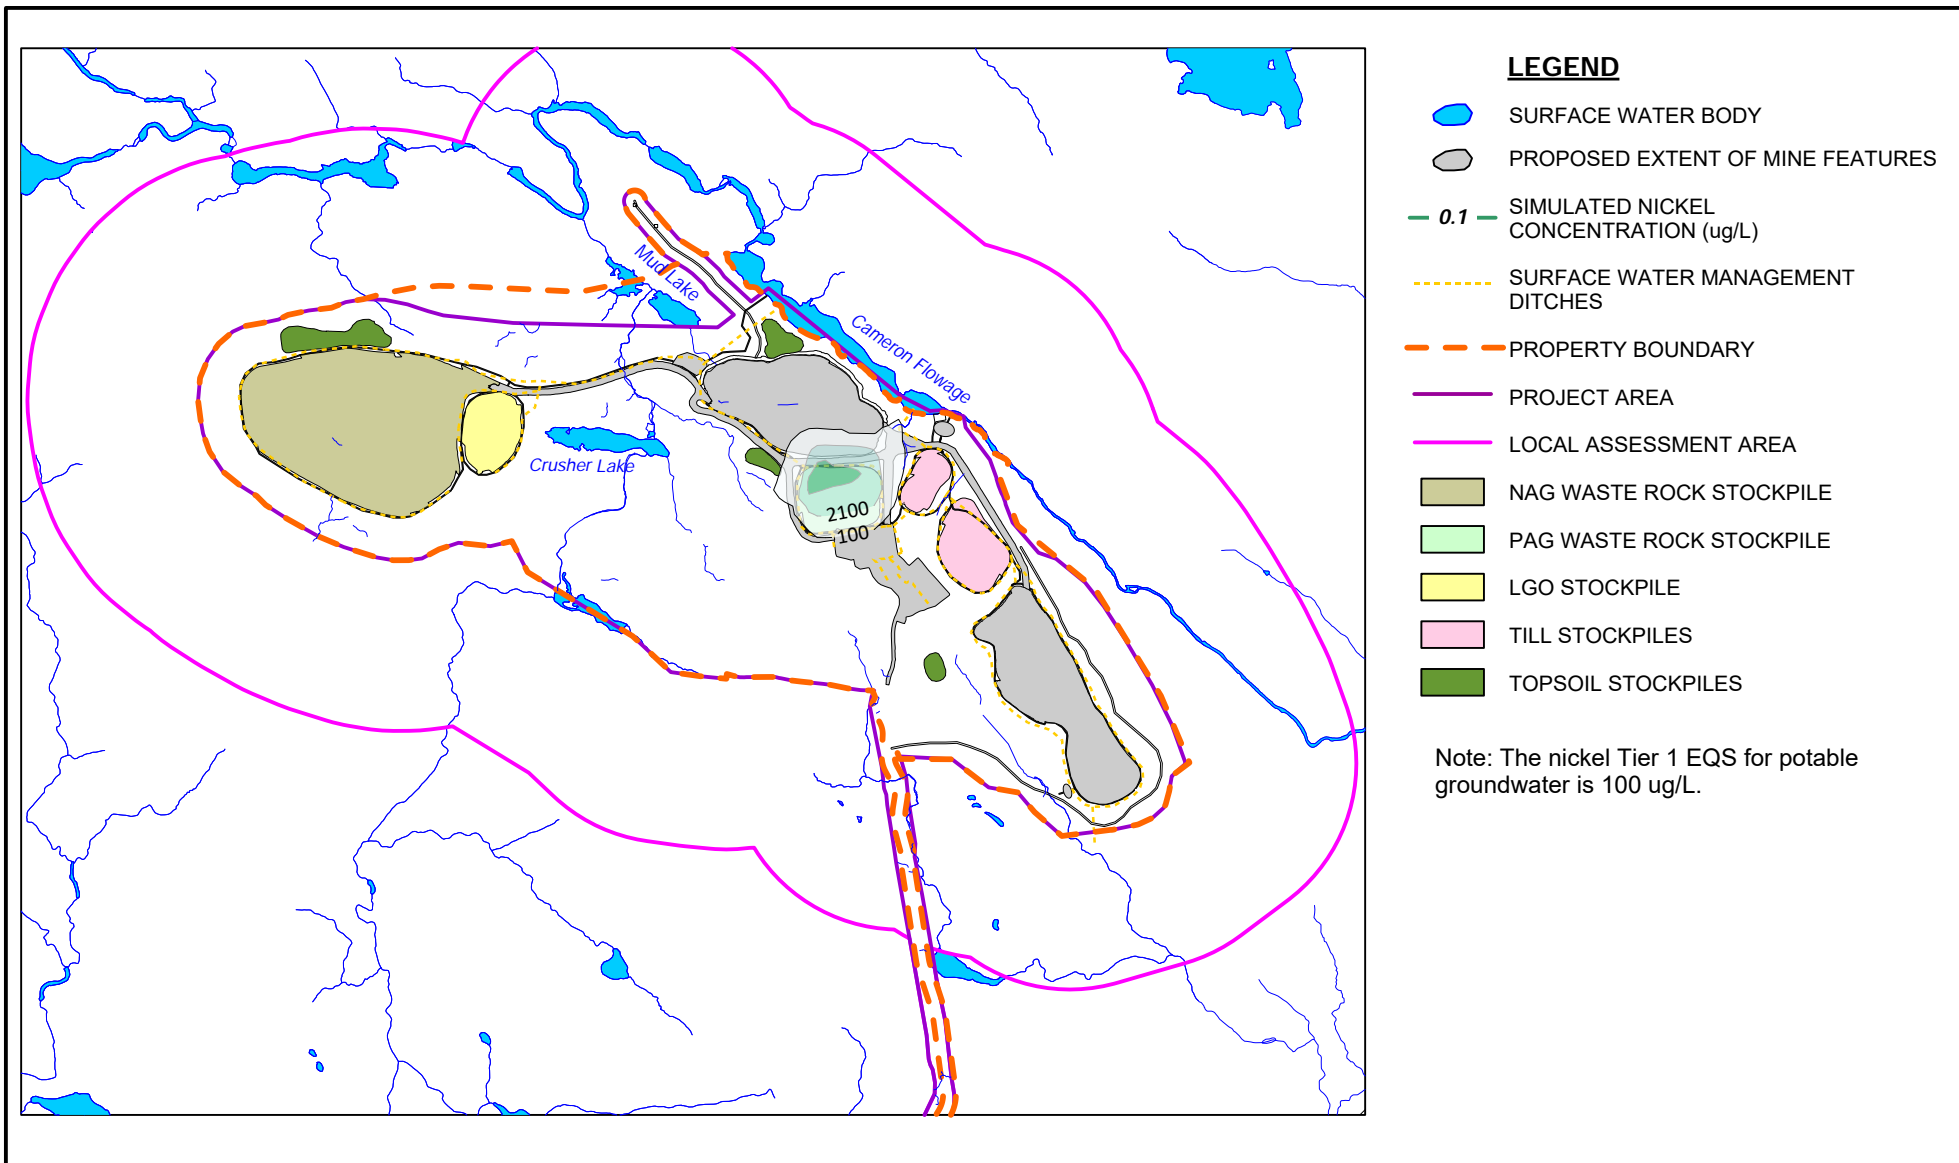 LEGEND
SURFACE WATER BODY
PROPOSED EXTENT OF MINE FEATURES
0.1
SIMULATED NICKEL
CONCENTRATION (ug/L)
SURFACE WATER MANAGEMENT
DITCHES
PROPERTY BOUNDARY
PROJECT AREA
LOCAL ASSESSMENT AREA
NAG WASTE ROCK STOCKPILE
PAG WASTE ROCK STOCKPILE
LGO STOCKPILE
TILL STOCKPILES
TOPSOIL STOCKPILES
Note: The nickel Tier 1 EQS for potable
groundwater is 100 ug/L.
Mud Lake
Cameron Flowage
Crusher Lake
2100
100